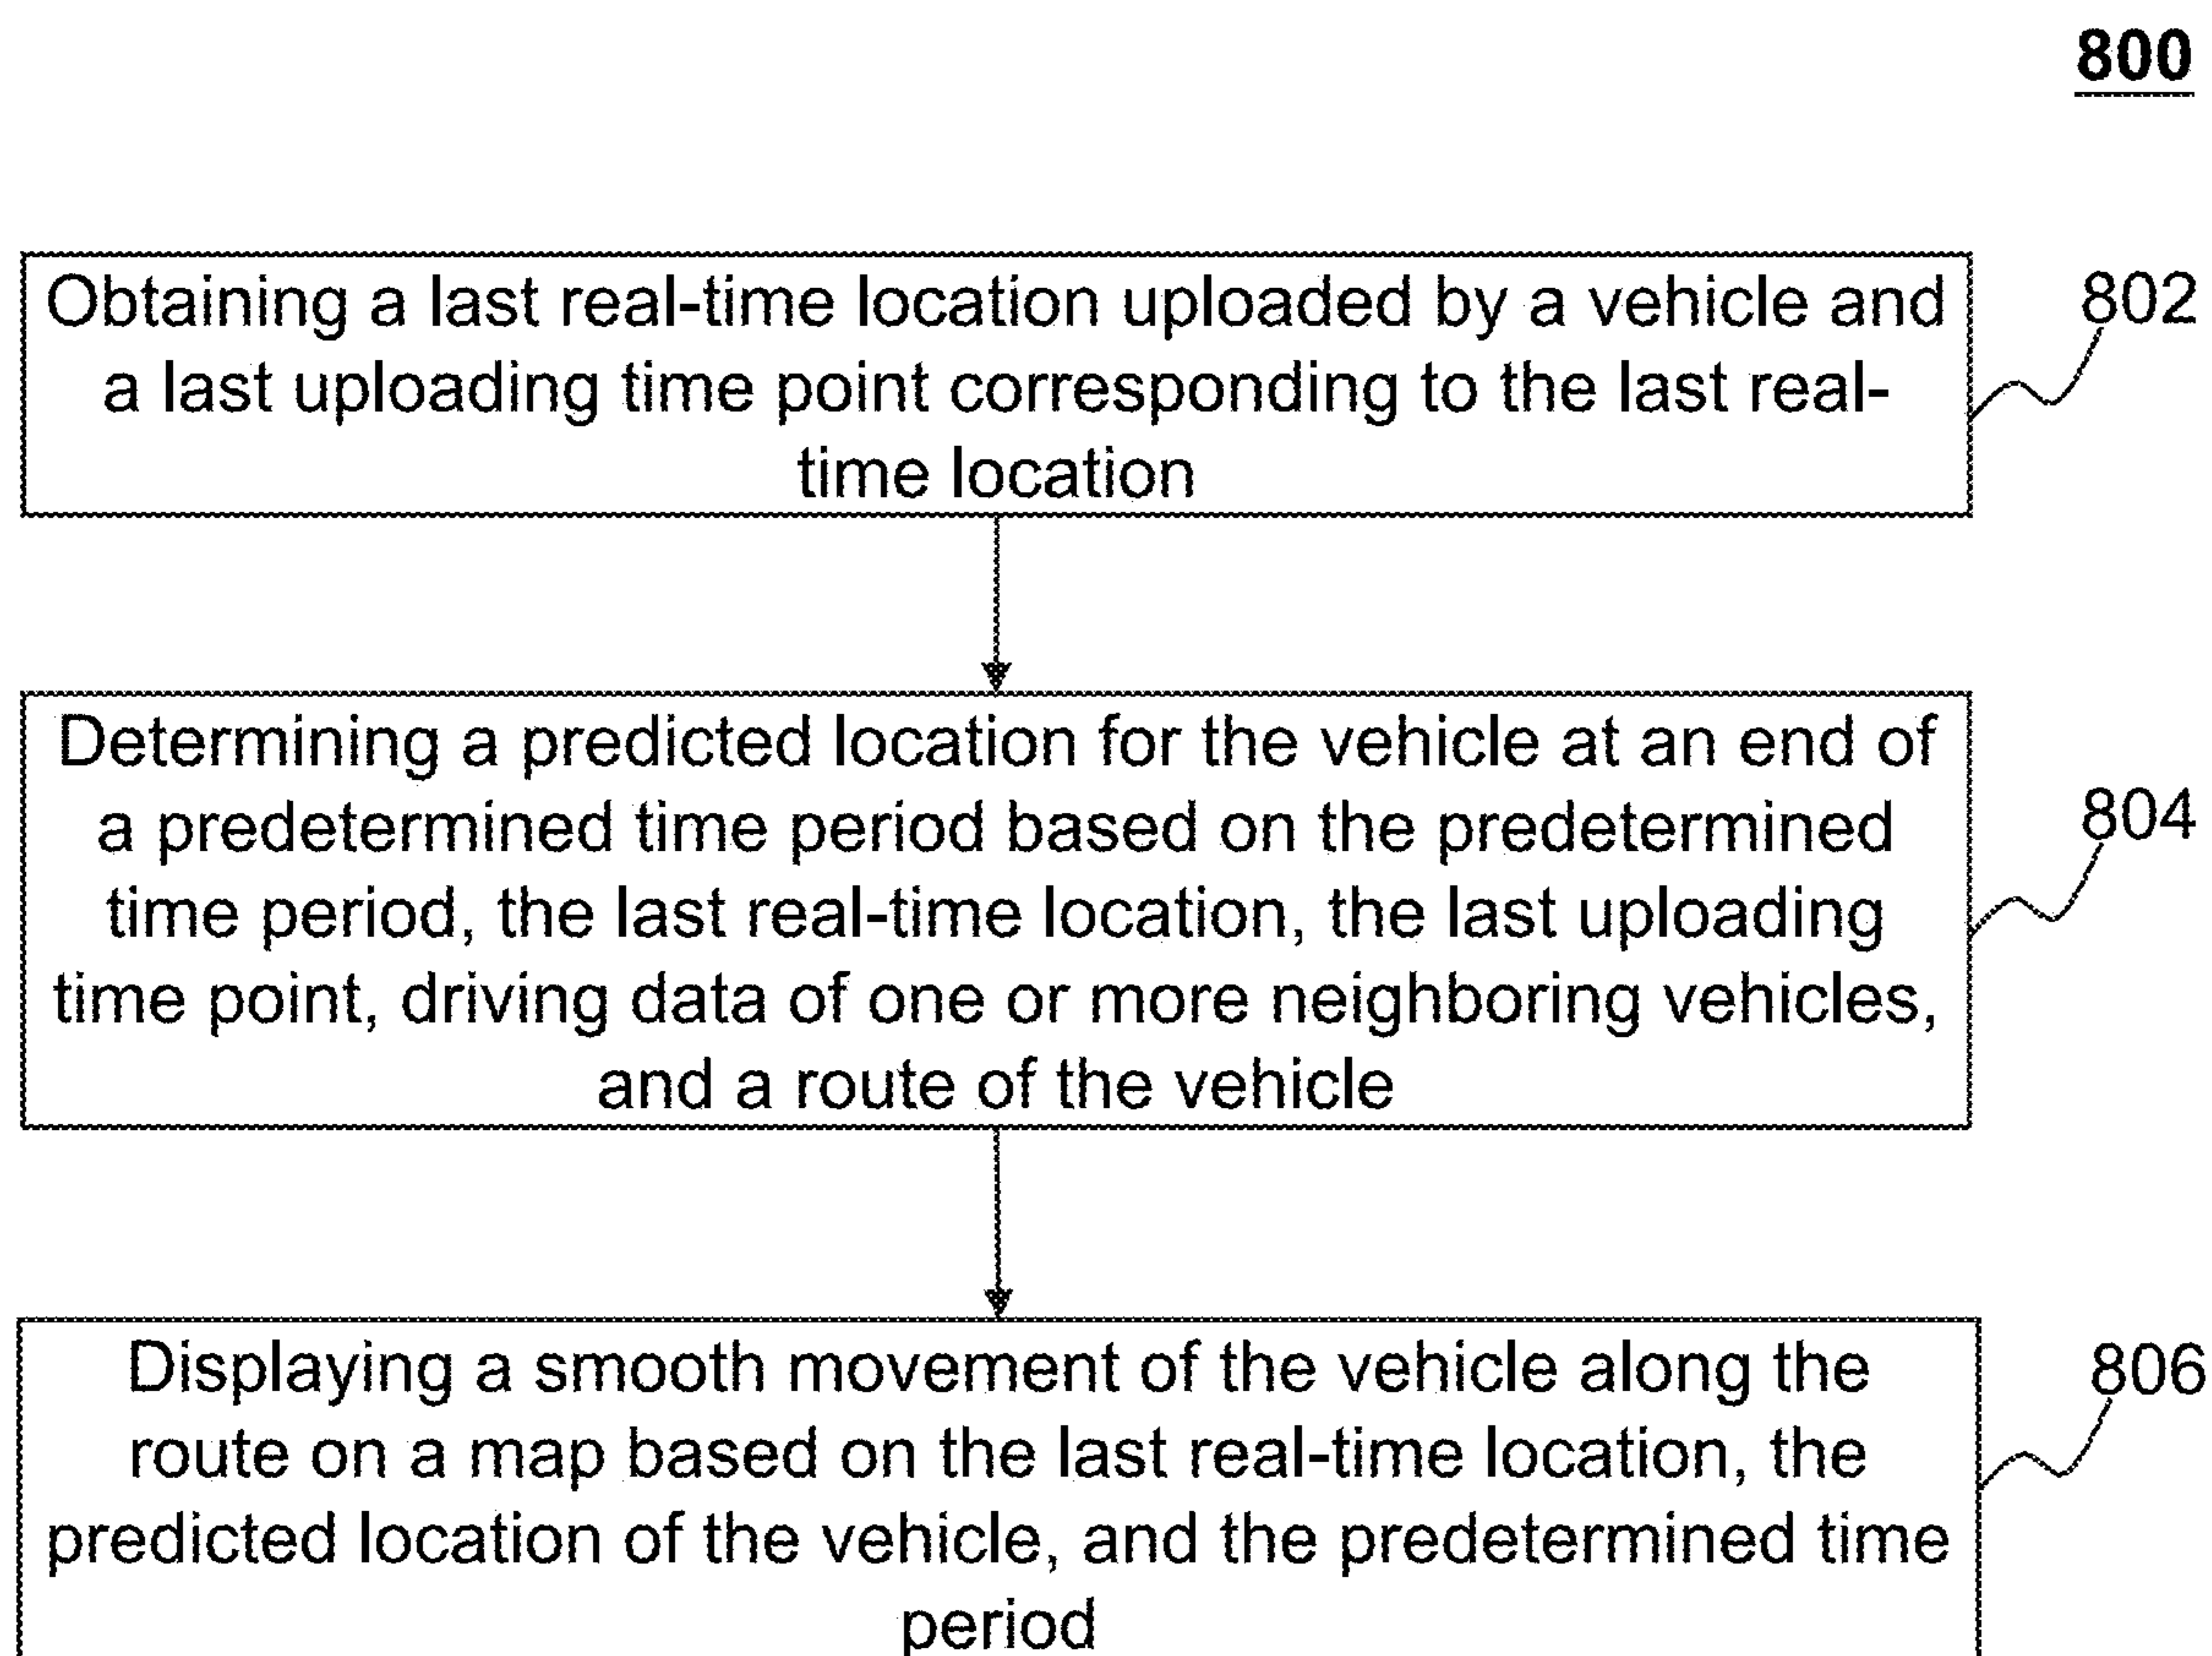 800
Obtaining a last real-time location uploaded by a vehicle and
a last uploading time point corresponding to the last real-
time location
802
Determining a predicted location for the vehicle at an end of
a predetermined time period based on the predetermined
time period, the last real-time location, the last uploading
time point, driving data of one or more neighboring vehicles,
and a route of the vehicle
804
Displaying a smooth movement of the vehicle along the
route on a map based on the last real-time location, the
predicted location of the vehicle, and the predetermined time
period
806